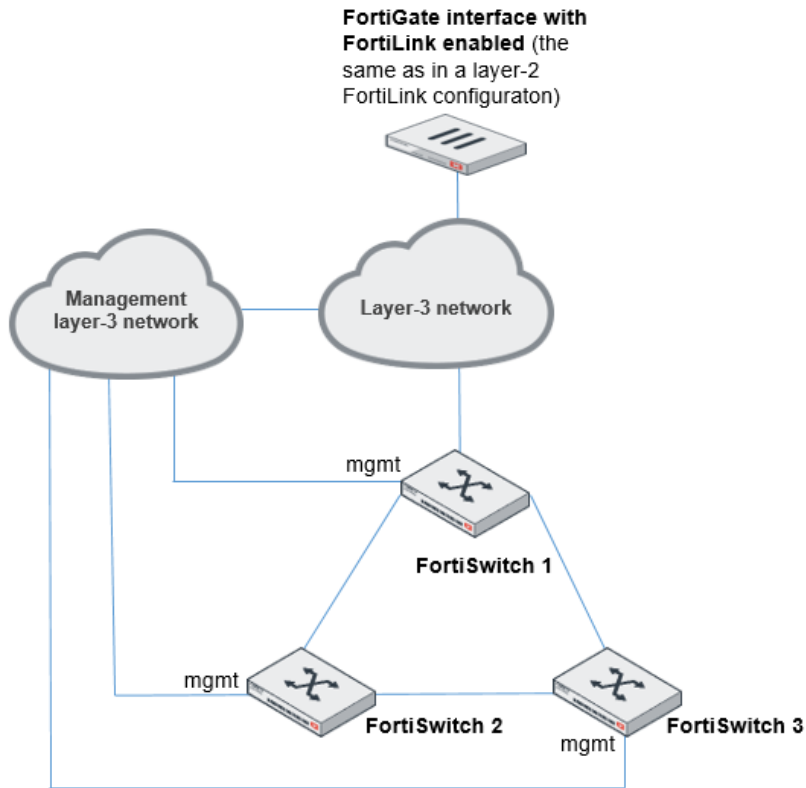 FortiGate interface with
FortiLink enabled (the
same as in a layer-2
FortiLink configuraton)
Management
layer-3 network
Layer-3 network
mgmt
FortiSwitch 1
mgmt
FortiSwitch 2
FortiSwitch 3
mgmt